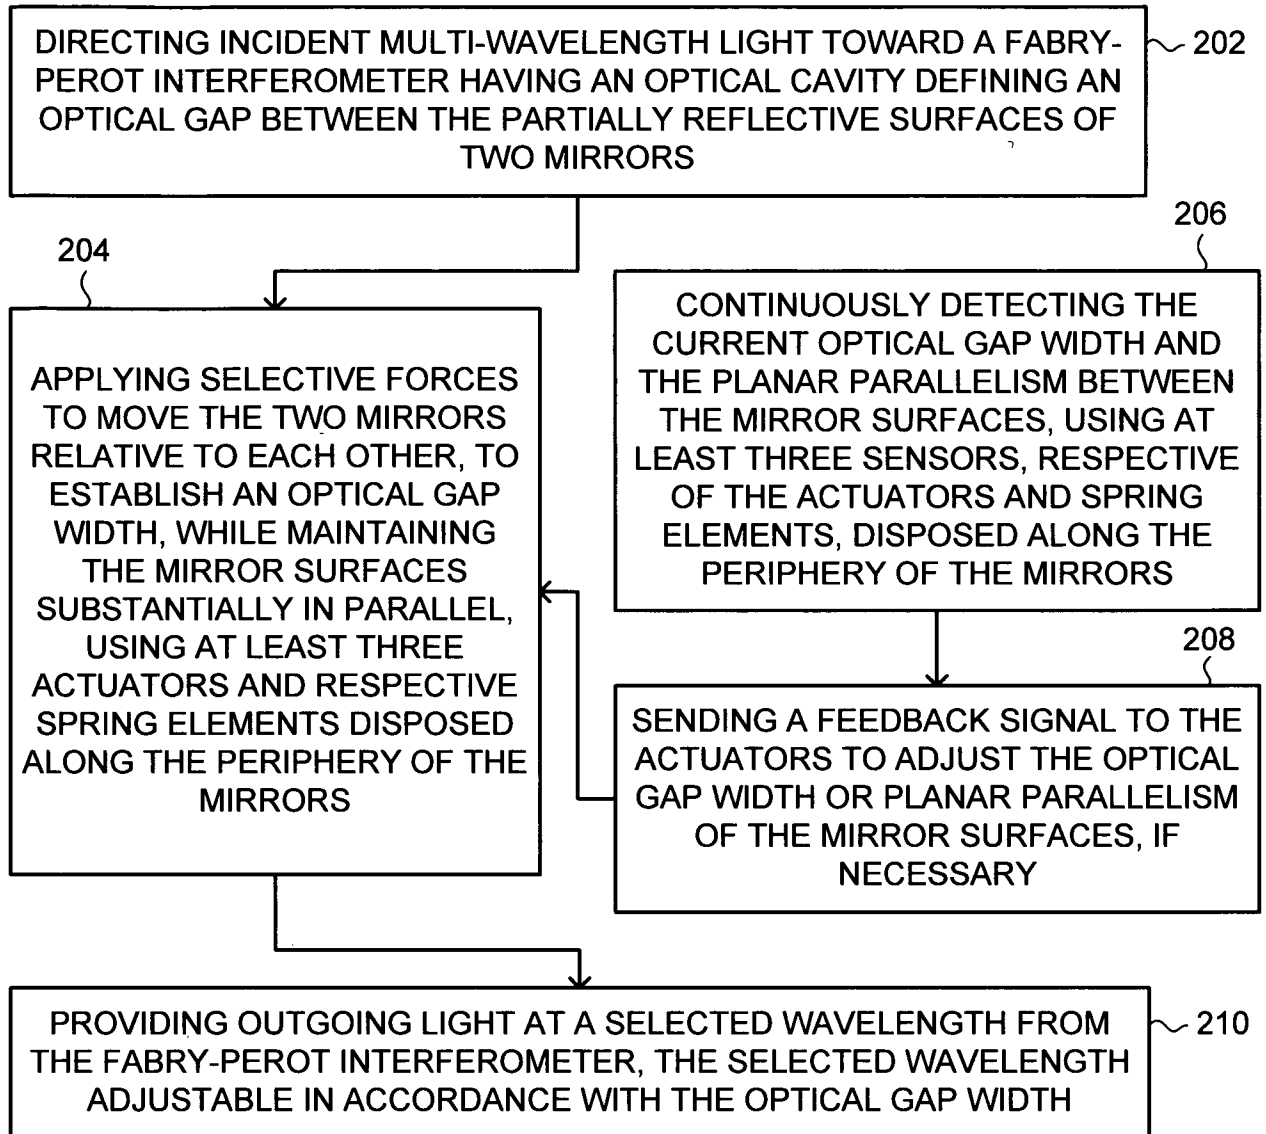 DIRECTING INCIDENT MULTI-WAVELENGTH LIGHT TOWARD A FABRY-
PEROT INTERFEROMETER HAVING AN OPTICAL CAVITY DEFINING AN
OPTICAL GAP BETWEEN THE PARTIALLY REFLECTIVE SURFACES OF
TWO MIRRORS
202
204
APPLYING SELECTIVE FORCES
TO MOVE THE TWO MIRRORS
RELATIVE TO EACH OTHER, TO
ESTABLISH AN OPTICAL GAP
WIDTH, WHILE MAINTAINING
THE MIRROR SURFACES
SUBSTANTIALLY IN PARALLEL,
USING AT LEAST THREE
ACTUATORS AND RESPECTIVE
SPRING ELEMENTS DISPOSED
ALONG THE PERIPHERY OF THE
MIRRORS
206
CONTINUOUSLY DETECTING THE
CURRENT OPTICAL GAP WIDTH AND
THE PLANAR PARALLELISM BETWEEN
THE MIRROR SURFACES, USING AT
LEAST THREE SENSORS, RESPECTIVE
OF THE ACTUATORS AND SPRING
ELEMENTS, DISPOSED ALONG THE
PERIPHERY OF THE MIRRORS
208
SENDING A FEEDBACK SIGNAL TO THE
ACTUATORS TO ADJUST THE OPTICAL
GAP WIDTH OR PLANAR PARALLELISM
OF THE MIRROR SURFACES, IF
NECESSARY
PROVIDING OUTGOING LIGHT AT A SELECTED WAVELENGTH FROM
THE FABRY-PEROT INTERFEROMETER, THE SELECTED WAVELENGTH
ADJUSTABLE IN ACCORDANCE WITH THE OPTICAL GAP WIDTH
210